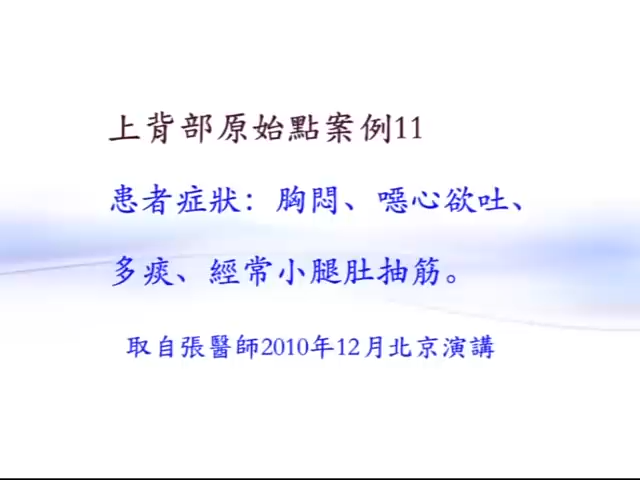 上背部原始點案例11
患者症狀：胸悶、噁心欲吐、
多痰、經常小腿肚抽筋。
取自張醫師2010年12月北京演講